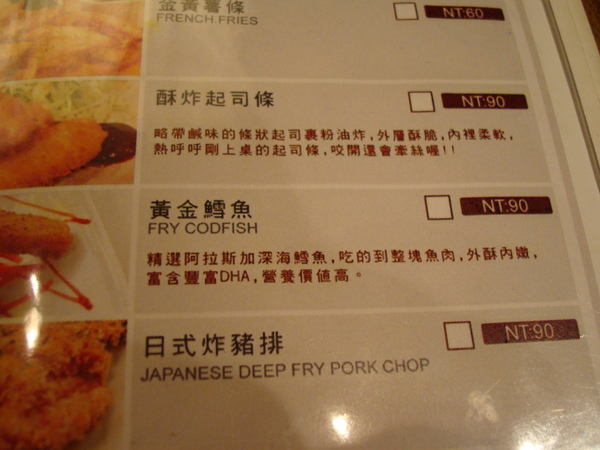 金黃薯條
FRENCH.FRIES
NT:60
酥炸起司條
NT:90
略帶鹹味的條狀起司裹粉油炸,外層酥脆,內裡柔軟,
熱呼呼剛上桌的起司條,咬開還會牽絲喔!!
黃金鱈魚
NT:90
FRY CODFISH
精選阿拉斯加深海鱈魚,吃的到整塊魚肉,外酥內嫩,
富含豐富DHA,營養價值高。
日式炸豬排
NT:90
JAPANESE DEEP FRY PORK CHOP